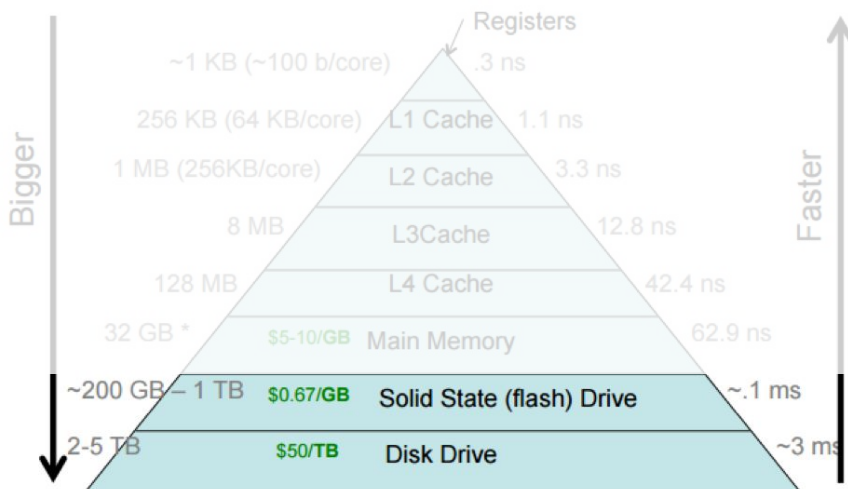 Registers
~1 KB (~100 b/core) .3 ns
256 KB (64 KB/core) L1 Cache 1.1 ns
1 MB (256KB/core) L2 Cache 3.3 ns
8 MB L3Cache 12.8 ns
128 MB L4 Cache 42.4 ns
32 GB * $5-10/GB Main Memory 62.9 ns
~200 GB – 1 TB $0.67/GB Solid State (flash) Drive ~.1 ms
2-5 TB $50/TB Disk Drive ~3 ms
Bigger
Faster